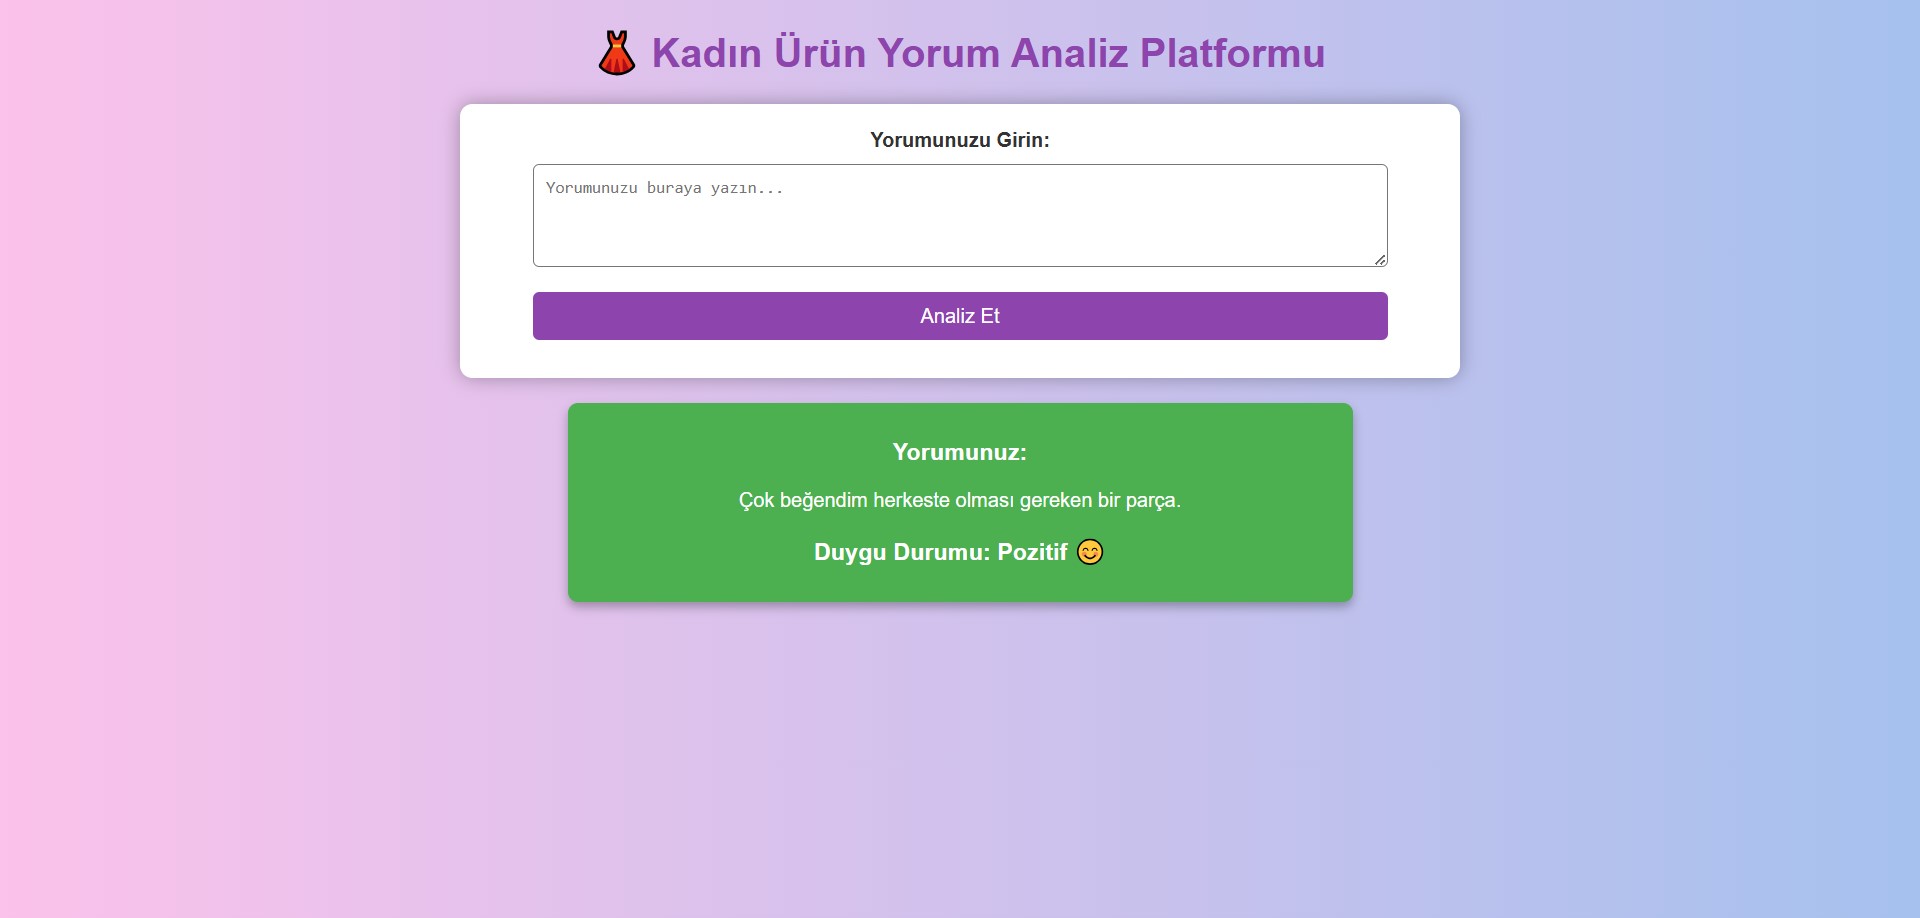 👗 Kadın Ürün Yorum Analiz Platformu
Yorumunuzu Girin:
Yorumunuzu buraya yazın...
Analiz Et
Yorumunuz:
Çok beğendim herkeste olması gereken bir parça.
Duygu Durumu: Pozitif 😊